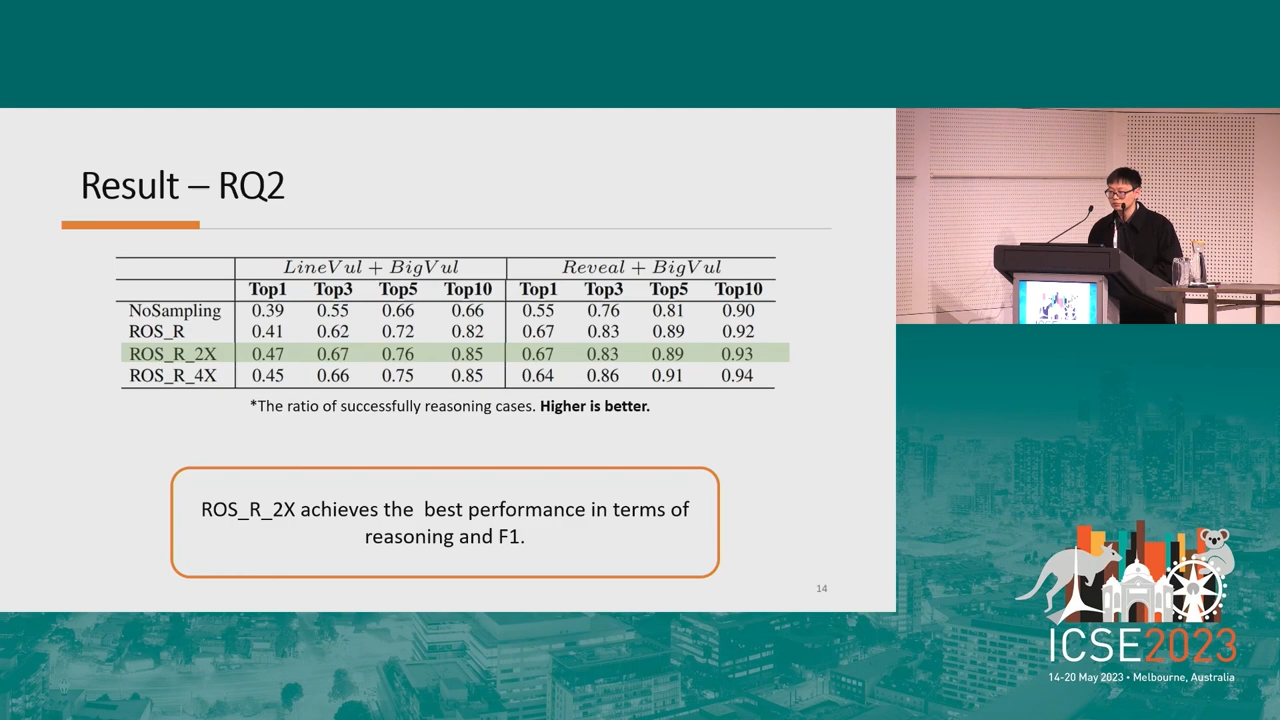 Result – RQ2
LineVul + BigVul Reveal + BigVul
Top1 Top3 Top5 Top10 Top1 Top3 Top5 Top10
NoSampling 0.39 0.55 0.66 0.66 0.55 0.76 0.81 0.90
ROS_R 0.41 0.62 0.72 0.82 0.67 0.83 0.89 0.92
ROS_R_2X 0.47 0.67 0.76 0.85 0.67 0.83 0.89 0.93
ROS_R_4X 0.45 0.66 0.75 0.85 0.64 0.86 0.91 0.94
*The ratio of successfully reasoning cases. Higher is better.
ROS_R_2X achieves the best performance in terms of
reasoning and F1.
14
ICSE2023
14-20 May 2023 • Melbourne, Australia